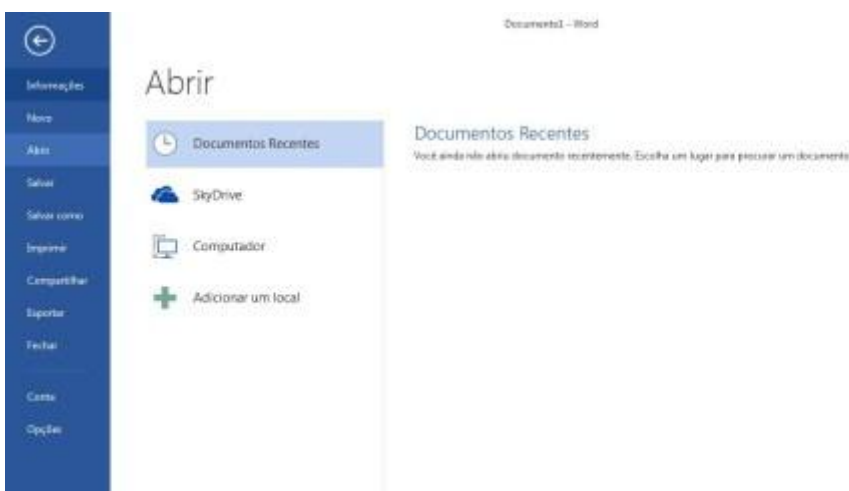 Documento1 - Word
Informações
Novo
Abrir
Salvar
Salvar como
Imprimir
Compartilhar
Exportar
Fechar
Conta
Opções
Abrir
Documentos Recentes
SkyDrive
Computador
Adicionar um local
Documentos Recentes
Você ainda não abriu documento recentemente. Escolha um lugar para procurar um documento